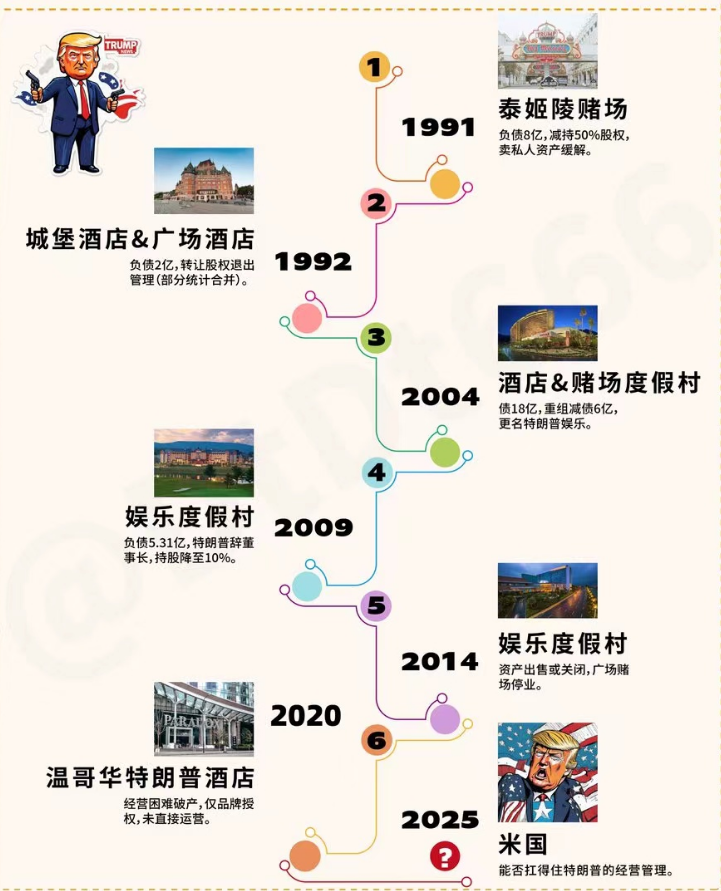 TRUMP
NEWS
1
1991
泰姬陵赌场
负债8亿，减持50%股权，
卖私人资产缓解。
2
城堡酒店&广场酒店
负债2亿，转让股权退出
管理（部分统计合并）。
1992
3
2004
酒店&赌场度假村
债18亿，重组减债6亿，
更名特朗普娱乐。
4
娱乐度假村
负债5.31亿，特朗普辞董
事长，持股降至10%。
2009
5
2014
娱乐度假村
资产出售或关闭，广场赌
场停业。
PARADOX
2020
6
温哥华特朗普酒店
经营困难破产，仅品牌授
权，未直接运营。
2025
?
米国
能否扛得住特朗普的经营管理。